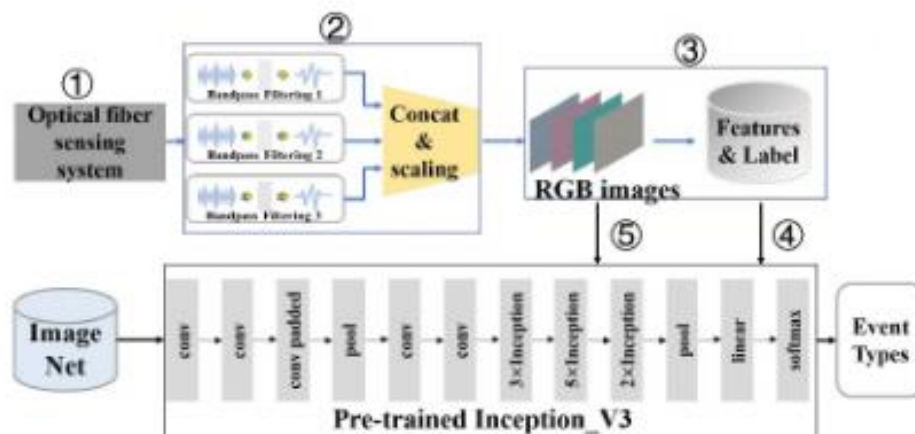 ①
Optical fiber
sensing
system
②
Bandpass Filtering 1
Bandpass Filtering 2
Bandpass Filtering 3
Concat
&
scaling
③
RGB images
Features
& Label
⑤
④
Image
Net
conv
conv
conv padded
pool
conv
conv
3×Inception
5×Inception
2×Inception
pool
linear
softmax
Pre-trained Inception_V3
Event
Types